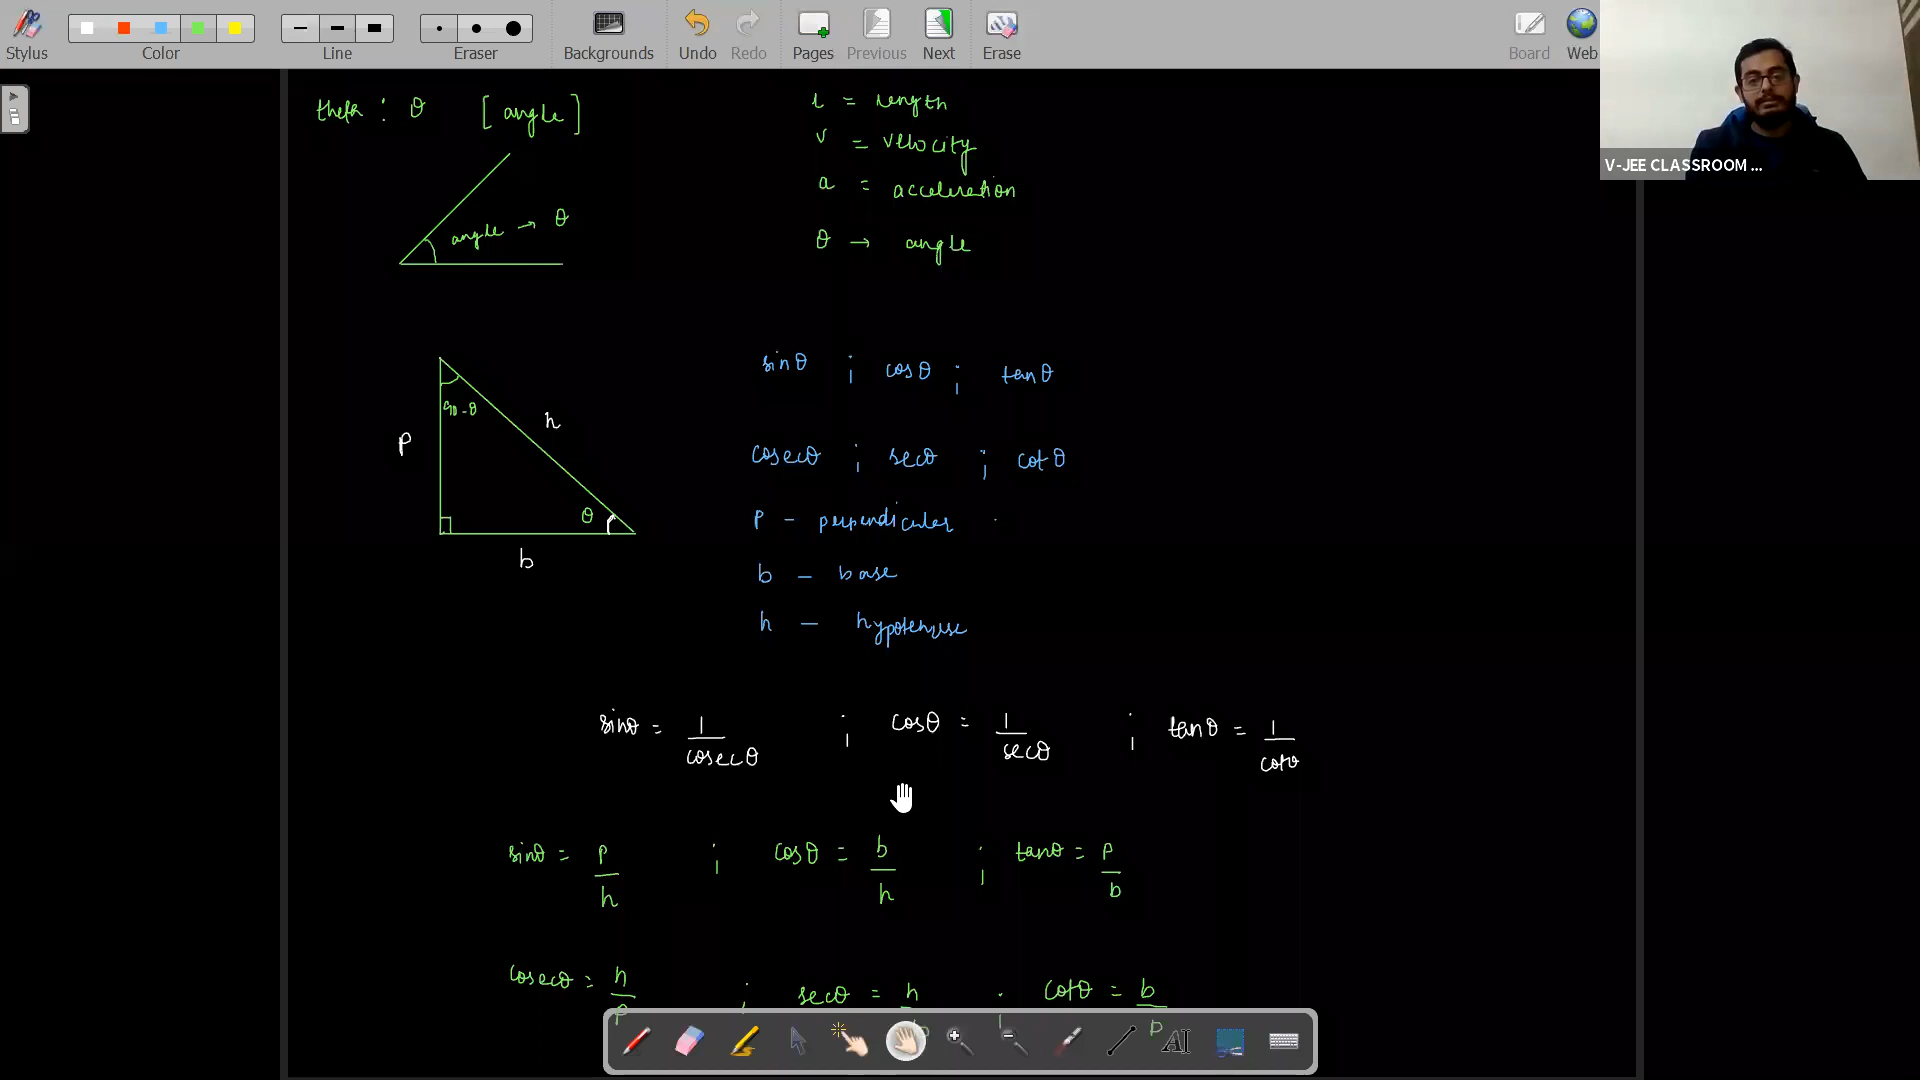 Stylus Color Line Eraser Backgrounds Undo Redo Pages Previous Next Erase Board Web
V-JEE CLASSROOM ...
theta : θ [angle]
l = length
v = velocity
a = acceleration
angle → θ
θ → angle
sinθ ; cosθ ; tanθ
90-θ
h
P
cosecθ ; secθ ; cotθ
θ
P - perpendicular
b
b - base
h - hypotenuse
sinθ = 1/cosecθ ; cosθ = 1/secθ ; tanθ = 1/cotθ
sinθ = P/h ; cosθ = b/h ; tanθ = P/b
cosecθ = h/P ; secθ = h/b ; cotθ = b/P
AI